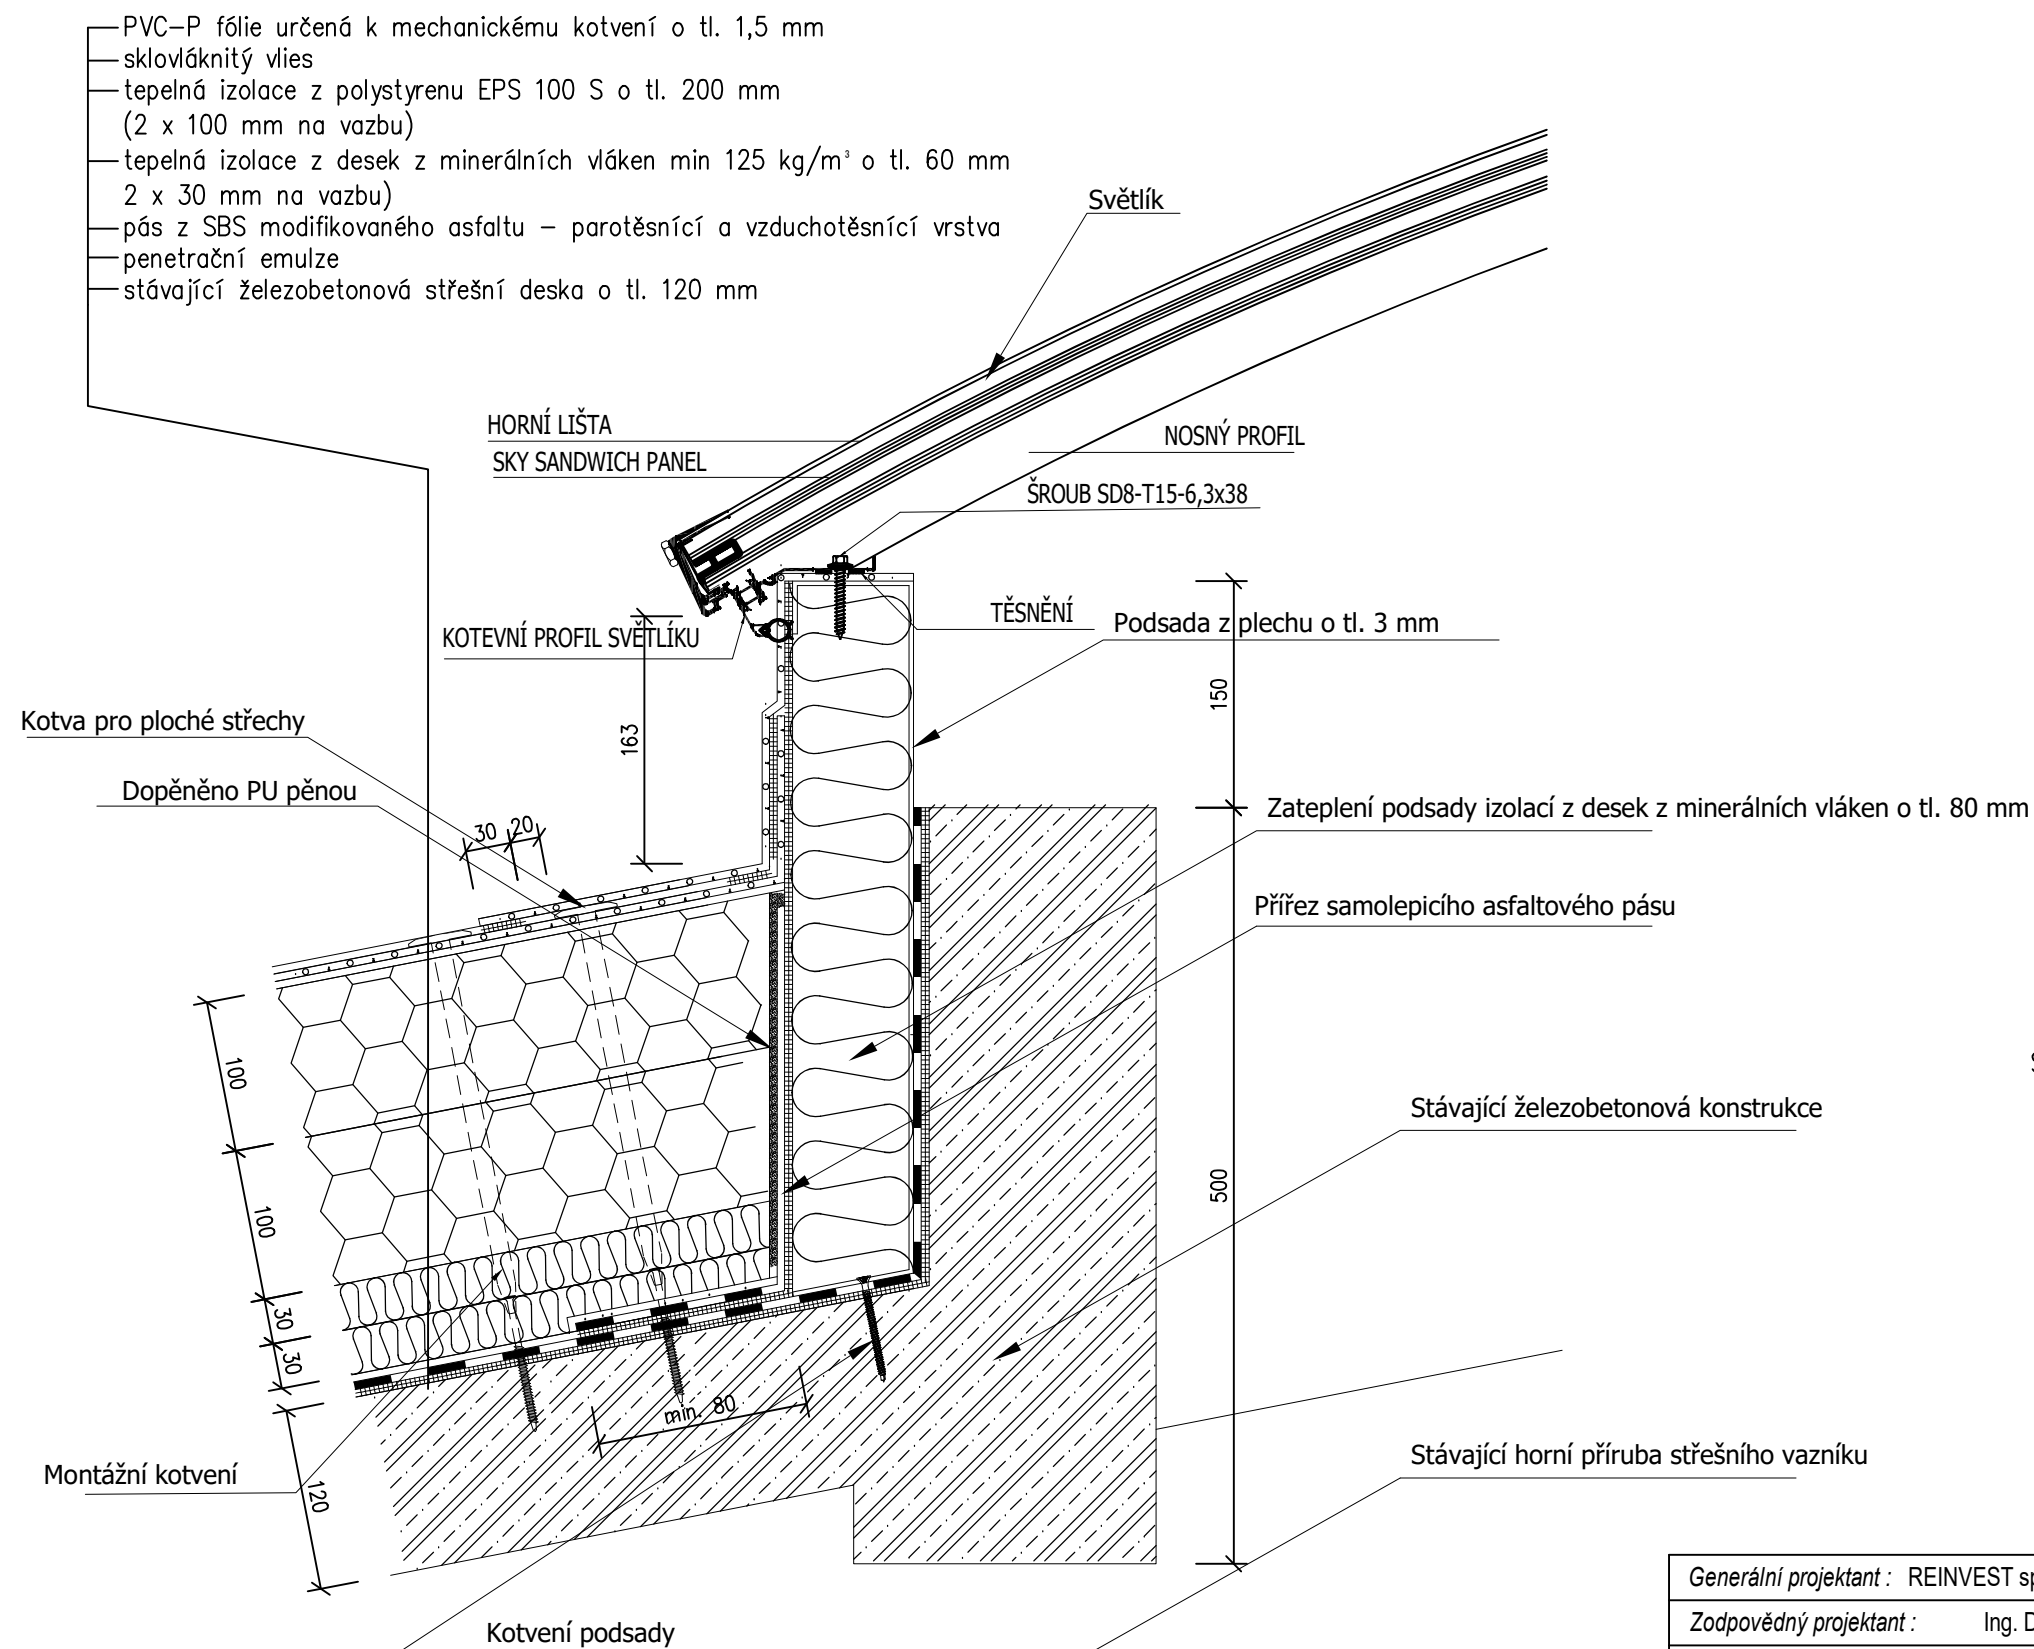 PVC-P fólie určená k mechanickému kotvení o tl. 1,5 mm
sklovláknitý vlies
tepelná izolace z polystyrenu EPS 100 S o tl. 200 mm
(2 x 100 mm na vazbu)
tepelná izolace z desek z minerálních vláken min 125 kg/m³ o tl. 60 mm
2 x 30 mm na vazbu)
pás z SBS modifikovaného asfaltu – parotěsnící a vzduchotěsnící vrstva
penetrační emulze
stávající železobetonová střešní deska o tl. 120 mm
Světlík
HORNÍ LIŠTA
SKY SANDWICH PANEL
NOSNÝ PROFIL
ŠROUB SD8-T15-6,3x38
TĚSNĚNÍ
KOTEVNÍ PROFIL SVĚTLÍKU
Podsada z plechu o tl. 3 mm
150
163
Kotva pro ploché střechy
Dopěněno PU pěnou
30 20
Zateplení podsady izolací z desek z minerálních vláken o tl. 80 mm
Přířez samolepicího asfaltového pásu
100
100
30
30
120
Stávající železobetonová konstrukce
500
min. 80
Montážní kotvení
Stávající horní příruba střešního vazníku
Kotvení podsady
Generální projektant : REINVEST
Zodpovědný projektant : Ing.